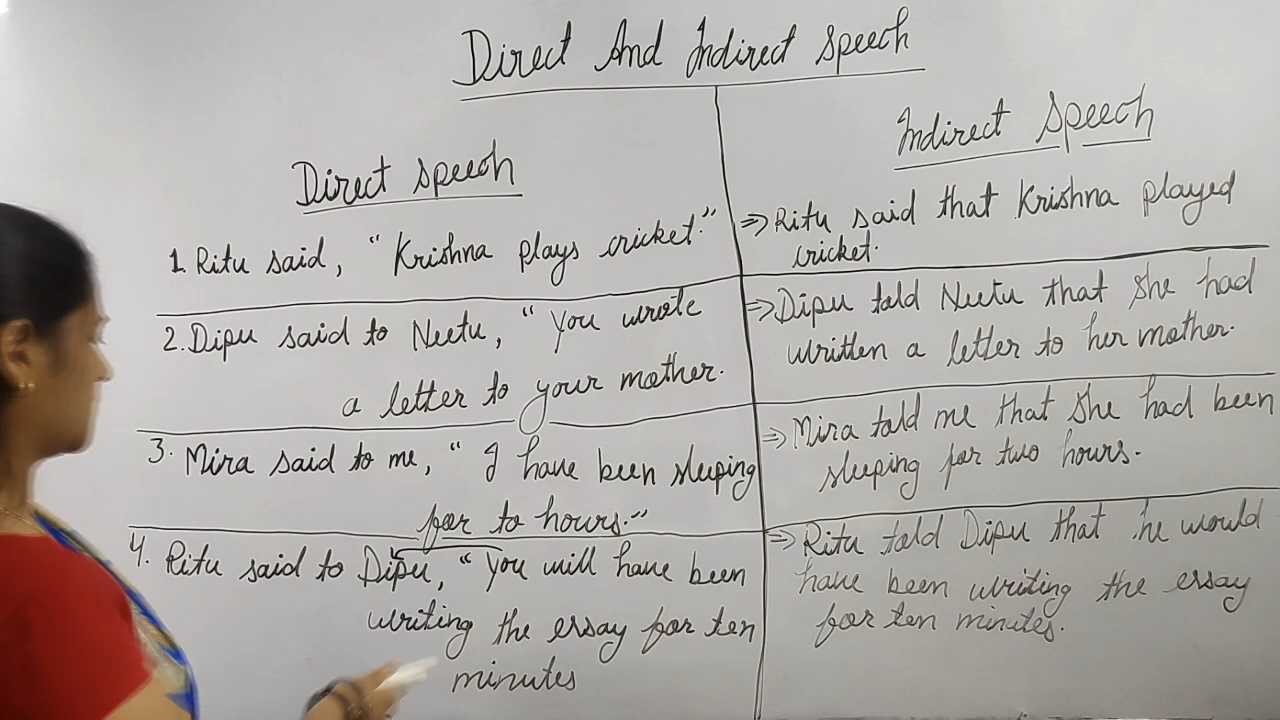 Direct And Indirect Speech
Direct Speech
1. Ritu said, "Krishna plays cricket."
2. Dipu said to Neetu, "You wrote
a letter to your mother.
3. Mira said to me, "I have been sleeping
for to hours."
4. Ritu said to Dipu, "You will have been
writing the essay for ten
minutes
Indirect Speech
⇒ Ritu said that Krishna played
cricket.
⇒ Dipu told Neetu that she had
written a letter to her mother.
⇒ Mira told me that she had been
sleeping for two hours.
⇒ Ritu told Dipu that he would
have been writing the essay
for ten minutes.